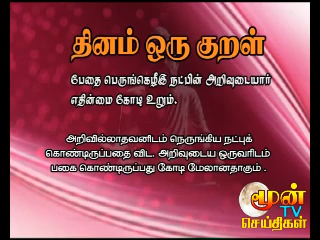 தினம் ஒரு குறள்
பேதை பெருங்கெழீஇ நட்பின் அறிவுடையார்
எதின்மை கோடி உறும்.
அறிவில்லாதவனிடம் நெருங்கிய நட்புக்
கொண்டிருப்பதை விட. அறிவுடைய ஒருவரிடம்
பகை கொண்டிருப்பது கோடி மேலானதாகும் .
மூன்
TV
செய்திகள்